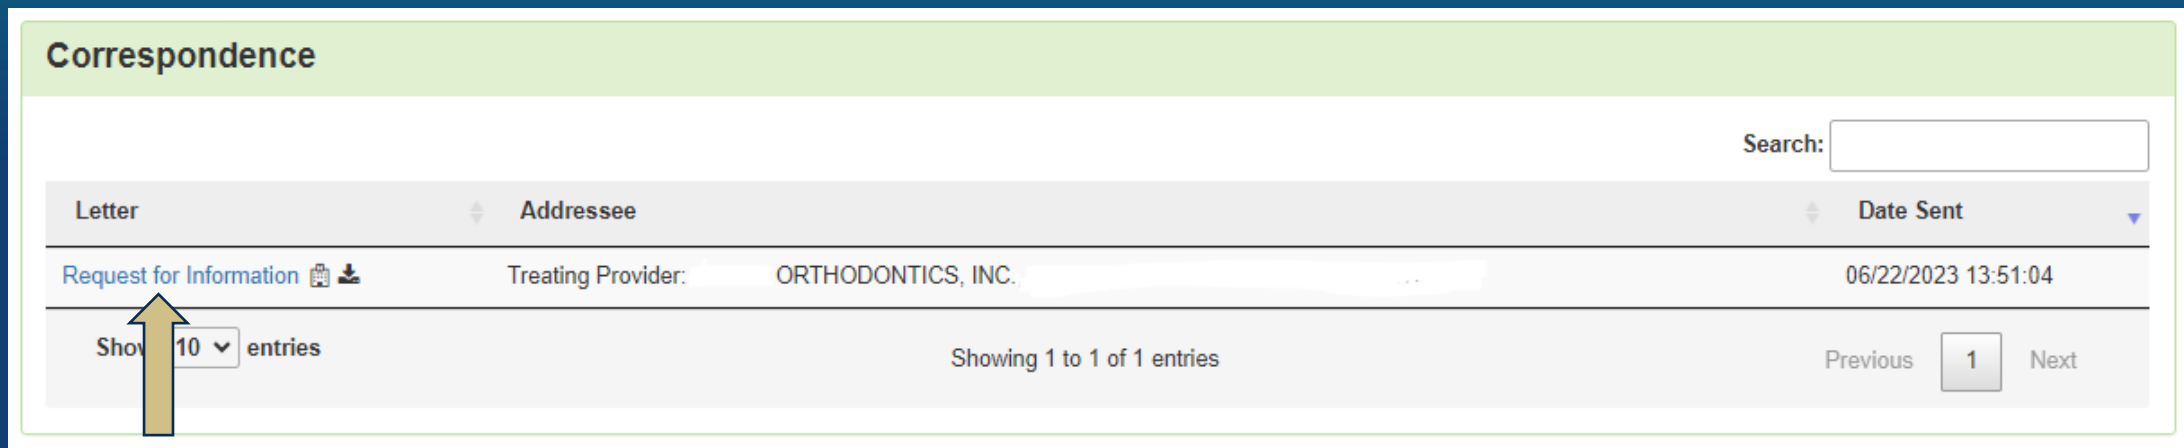 Correspondence
Search:
Letter Addressee Date Sent
Request for Information Treating Provider: ORTHODONTICS, INC. 06/22/2023 13:51:04
Show 10 entries
Showing 1 to 1 of 1 entries
Previous 1 Next